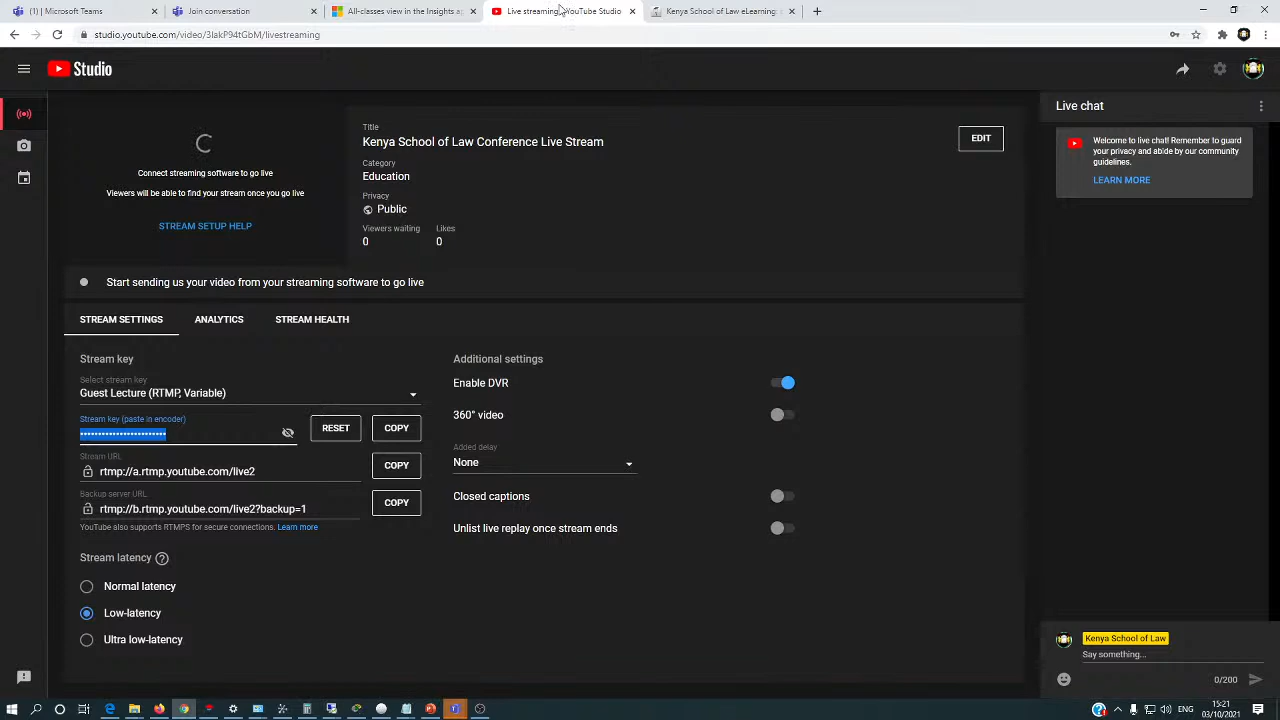 (1) Microsoft Teams
Join conversation
All-classes view in the Insights ap
Live streaming - YouTube Studio
Kenya School of Law eLearning:
studio.youtube.com/video/3IakP94tGbM/livestreaming
Studio
Connect streaming software to go live
Viewers will be able to find your stream once you go live
STREAM SETUP HELP
Title
Kenya School of Law Conference Live Stream
Category
Education
Privacy
Public
Viewers waiting
Likes
0
0
EDIT
Start sending us your video from your streaming software to go live
STREAM SETTINGS
ANALYTICS
STREAM HEALTH
Stream key
Select stream key
Guest Lecture (RTMP, Variable)
Stream key (paste in encoder)
RESET
COPY
Stream URL
rtmp://a.rtmp.youtube.com/live2
COPY
Backup server URL
rtmp://b.rtmp.youtube.com/live2?backup=1
COPY
YouTube also supports RTMPS for secure connections. Learn more
Stream latency
Normal latency
Low-latency
Ultra low-latency
Additional settings
Enable DVR
360° video
Added delay
None
Closed captions
Unlist live replay once stream ends
Live chat
Welcome to live chat! Remember to guard
your privacy and abide by our community
guidelines.
LEARN MORE
Kenya School of Law
Say something...
0/200
ENG
15:21
03/10/2021